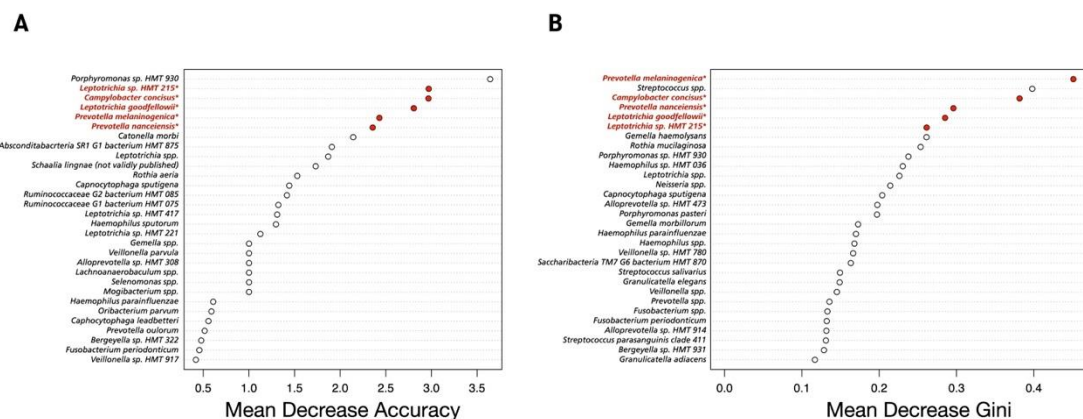 A
Porphyromonas sp. HMT 930
Leptotrichia sp. HMT 215*
Campylobacter concisus*
Leptotrichia goodfellowii*
Prevotella melaninogenica*
Prevotella nanceiensis*
Catonella morbi
Absconditabacrteria SR1 G1 bacterium HMT 875
Leptotrichia spp.
Schaalia lingnae (not validly published)
Rothia aeria
Capnocytophaga sputigena
Ruminococcaceae G2 bacterium HMT 085
Ruminococcaceae G1 bacterium HMT 075
Leptotrichia sp. HMT 417
Haemophilus sputorum
Leptotrichia sp. HMT 221
Gemella spp.
Veillonella parvula
Alloprevotella sp. HMT 308
Lachnoanaerobaculum spp.
Selenomonas spp.
Mogibacterium spp.
Haemophilus parainfluenzae
Oribacterium parvum
Caphocytophaga leadbetteri
Prevotella oulorum
Bergeyella sp. HMT 322
Fusobacterium periodonticum
Veillonella sp. HMT 917
0.5 1.0 1.5 2.0 2.5 3.0 3.5
Mean Decrease Accuracy
B
Prevotella melaninogenica*
Streptococcus spp.
Campylobacter concisus*
Prevotella nanceiensis*
Leptotrichia goodfellowii*
Leptotrichia sp. HMT 215*
Gemella haemolysans
Rothia mucilaginosa
Porphyromonas sp. HMT 930
Haemophilus sp. HMT 036
Leptotrichia spp.
Neisseria spp.
Capnocytophaga sputigena
Alloprevotella sp. HMT 473
Porphyromonas pasteri
Gemella morbillorum
Haemophilus parainfluenzae
Haemophilus spp.
Veillonella sp. HMT 780
Saccharibacteria TM7 G6 bacterium HMT 870
Streptococcus salivarius
Granulicatella elegans
Veillonella spp.
Prevotella spp.
Fusobacterium spp.
Fusobacterium periodonticum
Alloprevotella sp. HMT 914
Streptococcus parasanguinis clade 411
Bergeyella sp. HMT 931
Granulicatella adiacens
0.0 0.1 0.2 0.3 0.4
Mean Decrease Gini